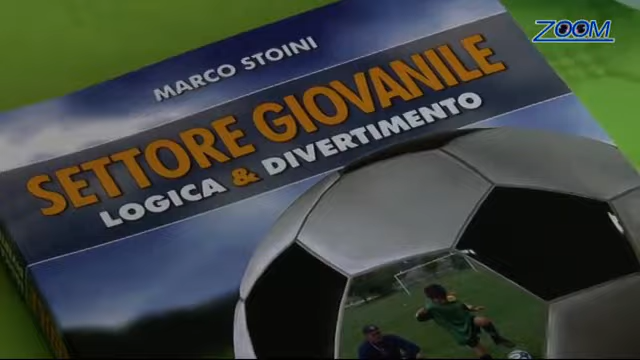 ZOOM
MARCO STOINI
SETTORE GIOVANILE
LOGICA & DIVERTIMENTO